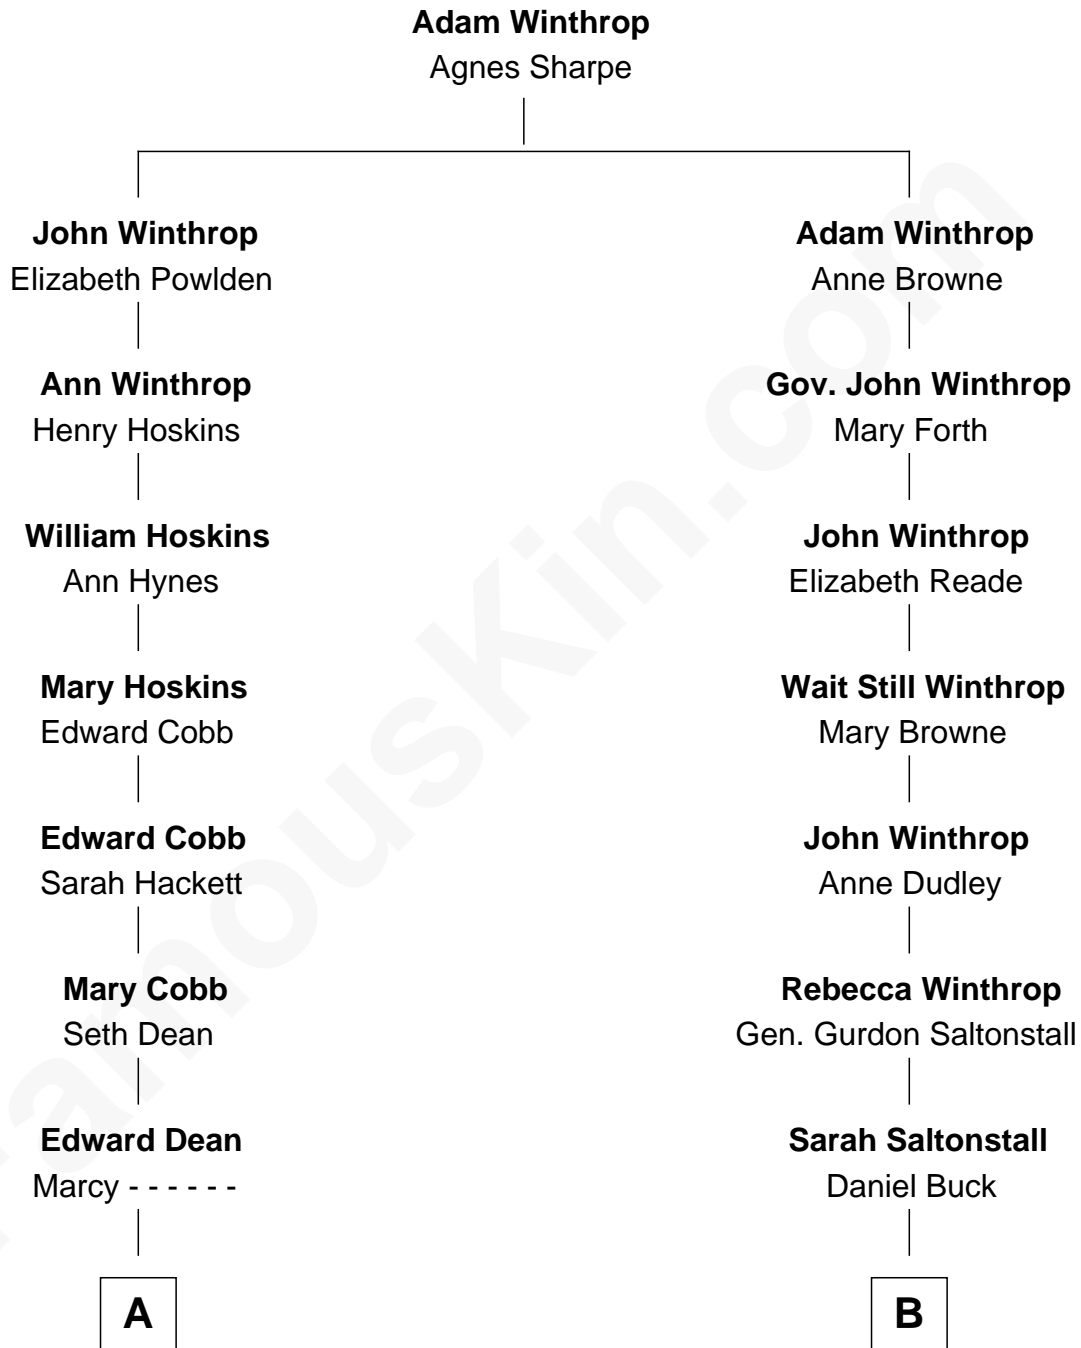 Adam Winthrop
Agnes Sharpe
John Winthrop
Elizabeth Powlden
Adam Winthrop
Anne Browne
Ann Winthrop
Henry Hoskins
Gov. John Winthrop
Mary Forth
William Hoskins
Ann Hynes
John Winthrop
Elizabeth Reade
Mary Hoskins
Edward Cobb
Wait Still Winthrop
Mary Browne
Edward Cobb
Sarah Hackett
John Winthrop
Anne Dudley
Mary Cobb
Seth Dean
Rebecca Winthrop
Gen. Gurdon Saltonstall
Edward Dean
Marcy - - - - - -
Sarah Saltonstall
Daniel Buck
A
B
FamousKin.com